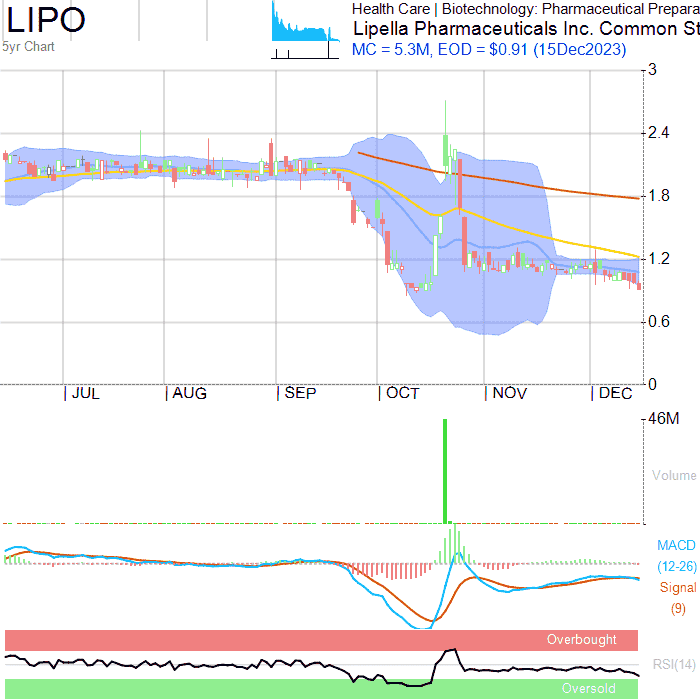 LIPO
5yr Chart
Health Care | Biotechnology: Pharmaceutical Prepara
Lipella Pharmaceuticals Inc. Common St
MC = 5.3M, EOD = $0.91 (15Dec2023)
3
2.4
1.8
1.2
0.6
0
JUL AUG SEP OCT NOV DEC
46M
Volume
MACD
(12-26)
Signal
(9)
Overbought
RSI(14)
Oversold